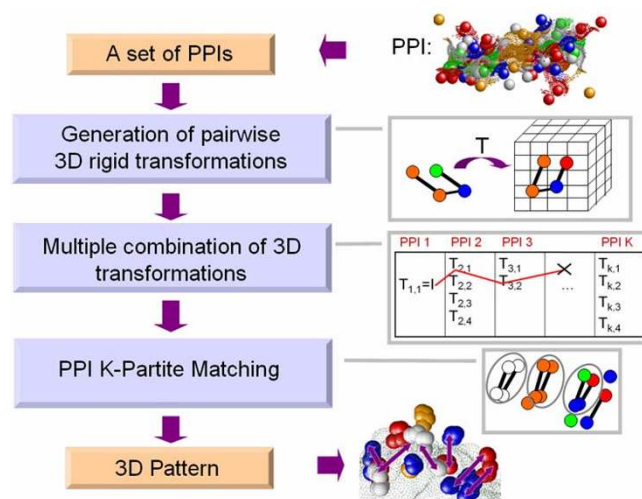 A set of PPIs
PPI:
Generation of pairwise
3D rigid transformations
T
Multiple combination of 3D
transformations
PPI 1 PPI 2 PPI 3 PPI K
T1,1=I T2,1 T3,1 Tk,1
T2,2 T3,2 ... Tk,2
T2,3 Tk,3
T2,4 Tk,4
PPI K-Partite Matching
3D Pattern